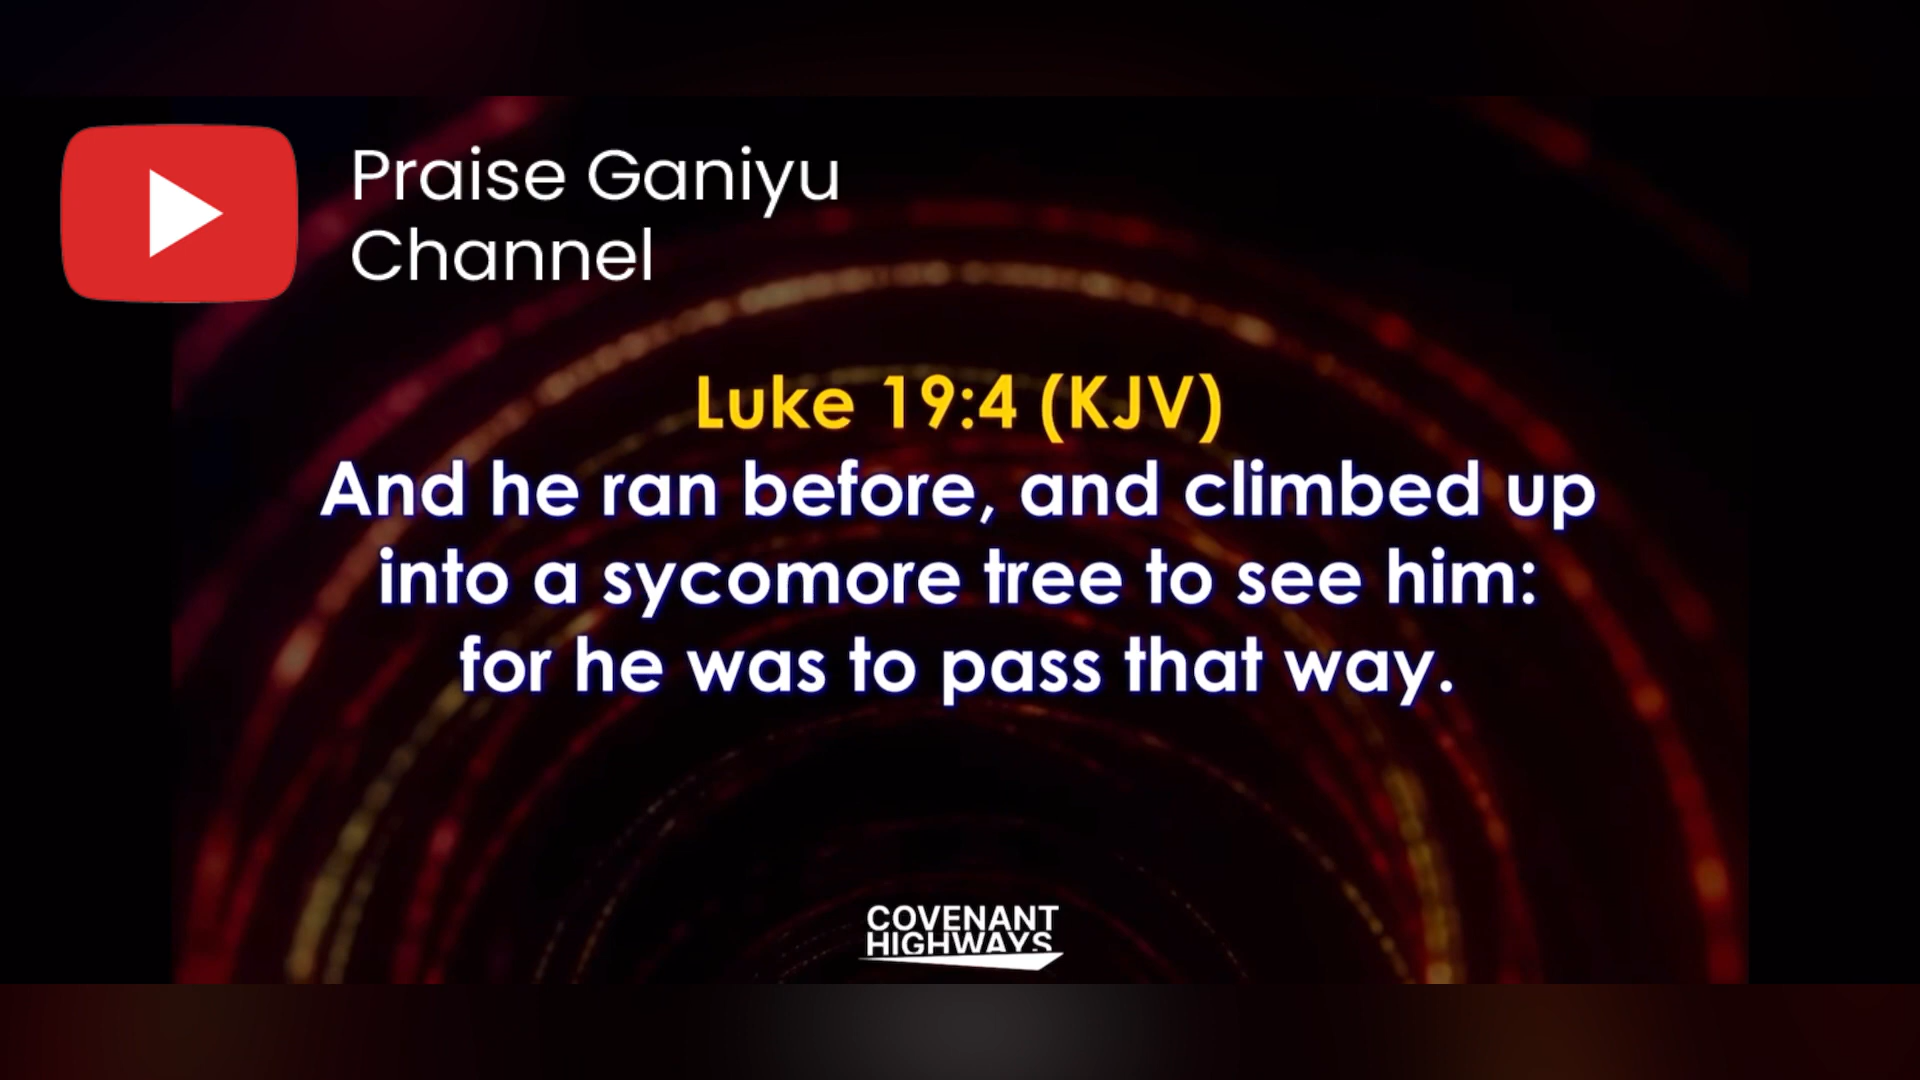 Praise Ganiyu
Channel
Luke 19:4 (KJV)
And he ran before, and climbed up
into a sycomore tree to see him:
for he was to pass that way.
COVENANT
HIGHWAYS